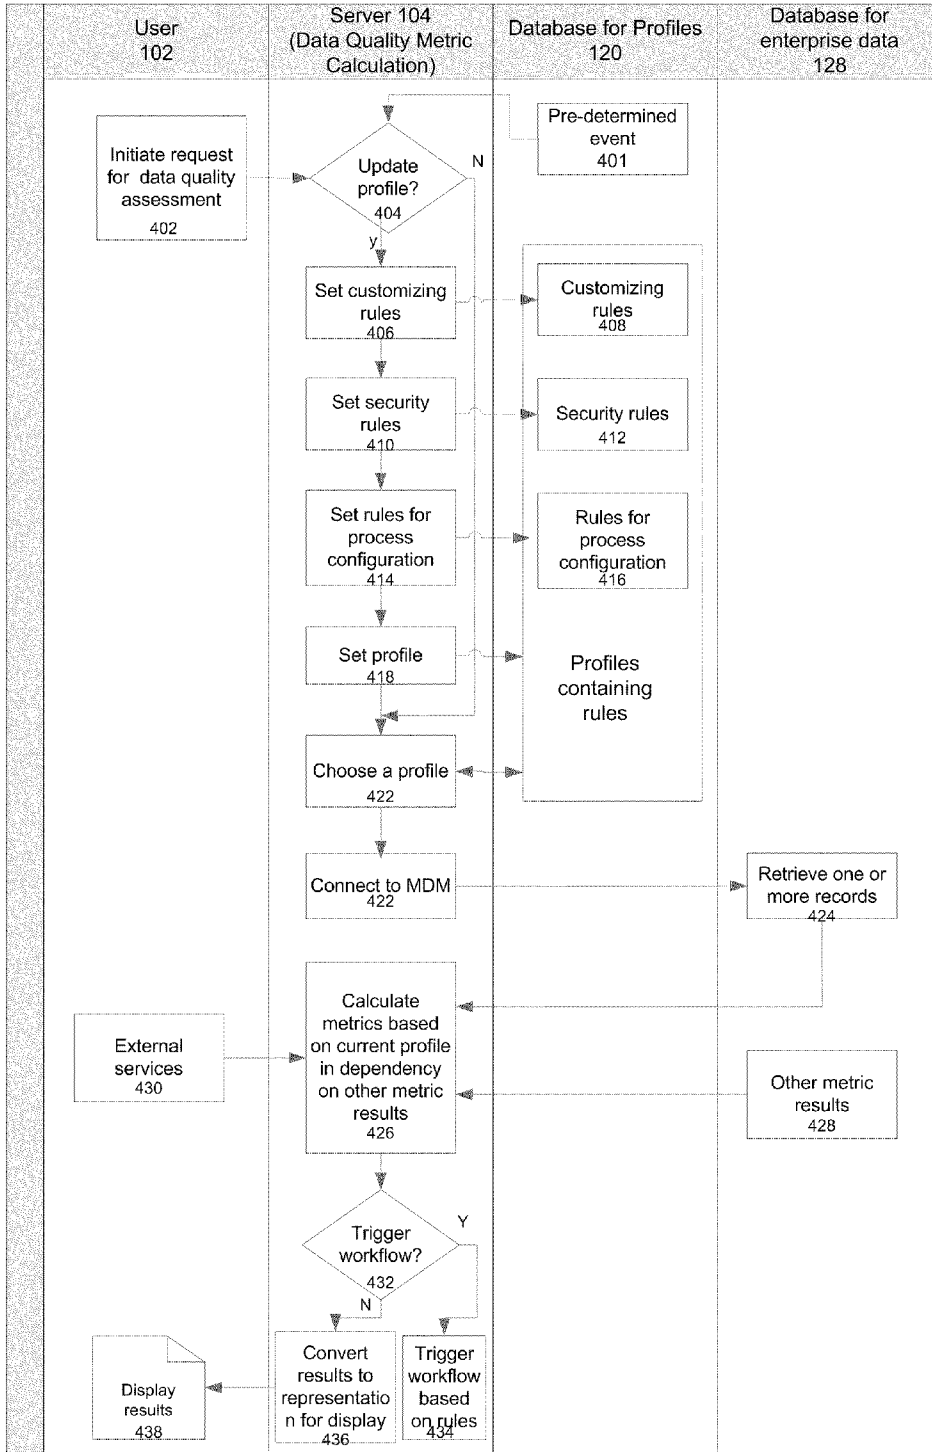 User
102
Server 104
(Data Quality Metric
Calculation)
Database for Profiles
120
Database for
enterprise data
128
Pre-determined
event
401
Initiate request
for data quality
assessment
402
Update
profile?
404
N
y
Set customizing
rules
406
Customizing
rules
408
Set security
rules
410
Security rules
412
Set rules for
process
configuration
414
Rules for
process
configuration
416
Set profile
418
Profiles
containing
rules
Choose a profile
422
Connect to MDM
422
Retrieve one or
more records
424
Calculate
metrics based
on current profile
in dependency
on other metric
results
426
External
services
430
Other metric
results
428
Trigger
workflow?
432
Y
N
Convert
results to
representatio
n for display
436
Trigger
workflow
based
on rules
434
Display
results
438